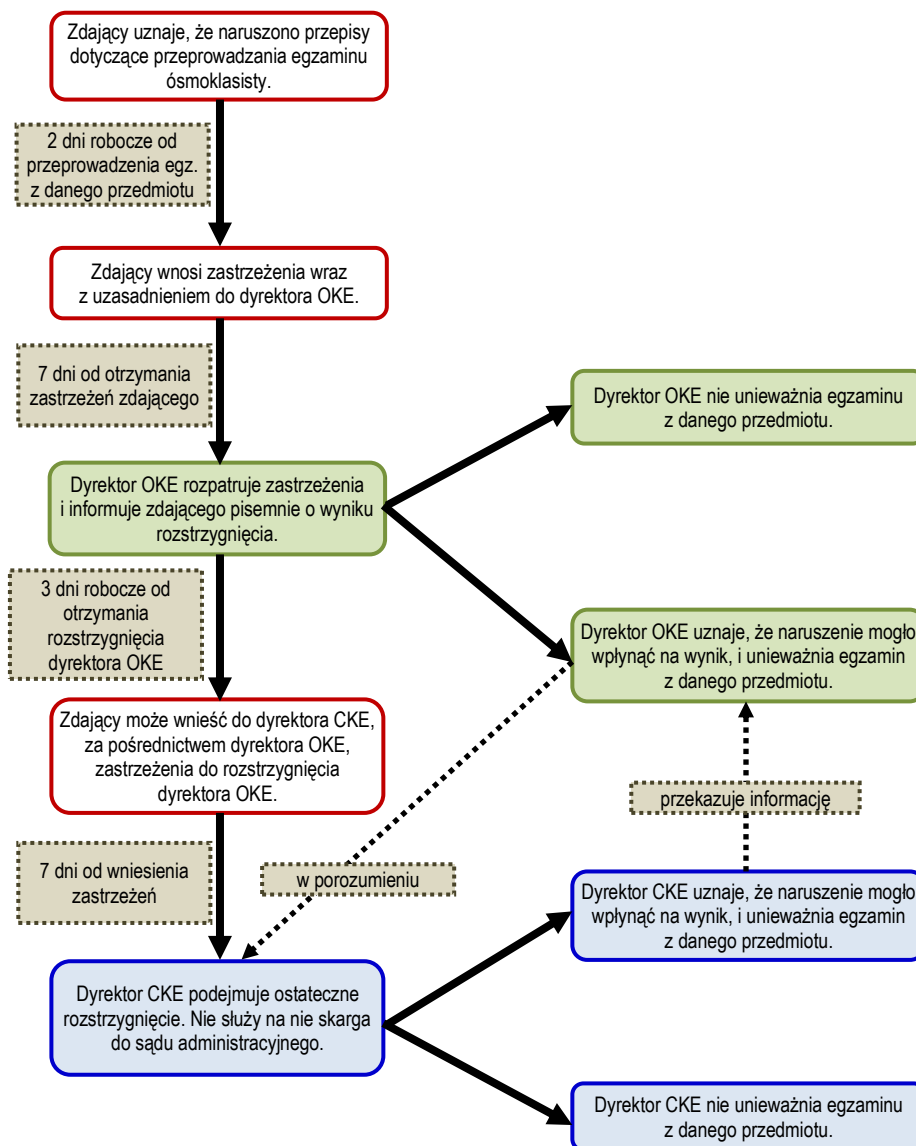 Zdający uznaje, że naruszono przepisy
dotyczące przeprowadzania egzaminu
ósmoklasisty.
2 dni robocze od
przeprowadzenia egz.
z danego przedmiotu
Zdający wnosi zastrzeżenia wraz
z uzasadnieniem do dyrektora OKE.
7 dni od otrzymania
zastrzeżeń zdającego
Dyrektor OKE nie unieważnia egzaminu
z danego przedmiotu.
Dyrektor OKE rozpatruje zastrzeżenia
i informuje zdającego pisemnie o wyniku
rozstrzygnięcia.
3 dni robocze od
otrzymania
rozstrzygnięcia
dyrektora OKE
Dyrektor OKE uznaje, że naruszenie mogło
wpłynąć na wynik, i unieważnia egzamin
z danego przedmiotu.
Zdający może wnieść do dyrektora CKE,
za pośrednictwem dyrektora OKE,
zastrzeżenia do rozstrzygnięcia
dyrektora OKE.
przekazuje informację
7 dni od wniesienia
zastrzeżeń
w porozumieniu
Dyrektor CKE uznaje, że naruszenie mogło
wpłynąć na wynik, i unieważnia egzamin
z danego przedmiotu.
Dyrektor CKE podejmuje ostateczne
rozstrzygnięcie. Nie służy na nie skarga
do sądu administracyjnego.
Dyrektor CKE nie unieważnia egzaminu
z danego przedmiotu.